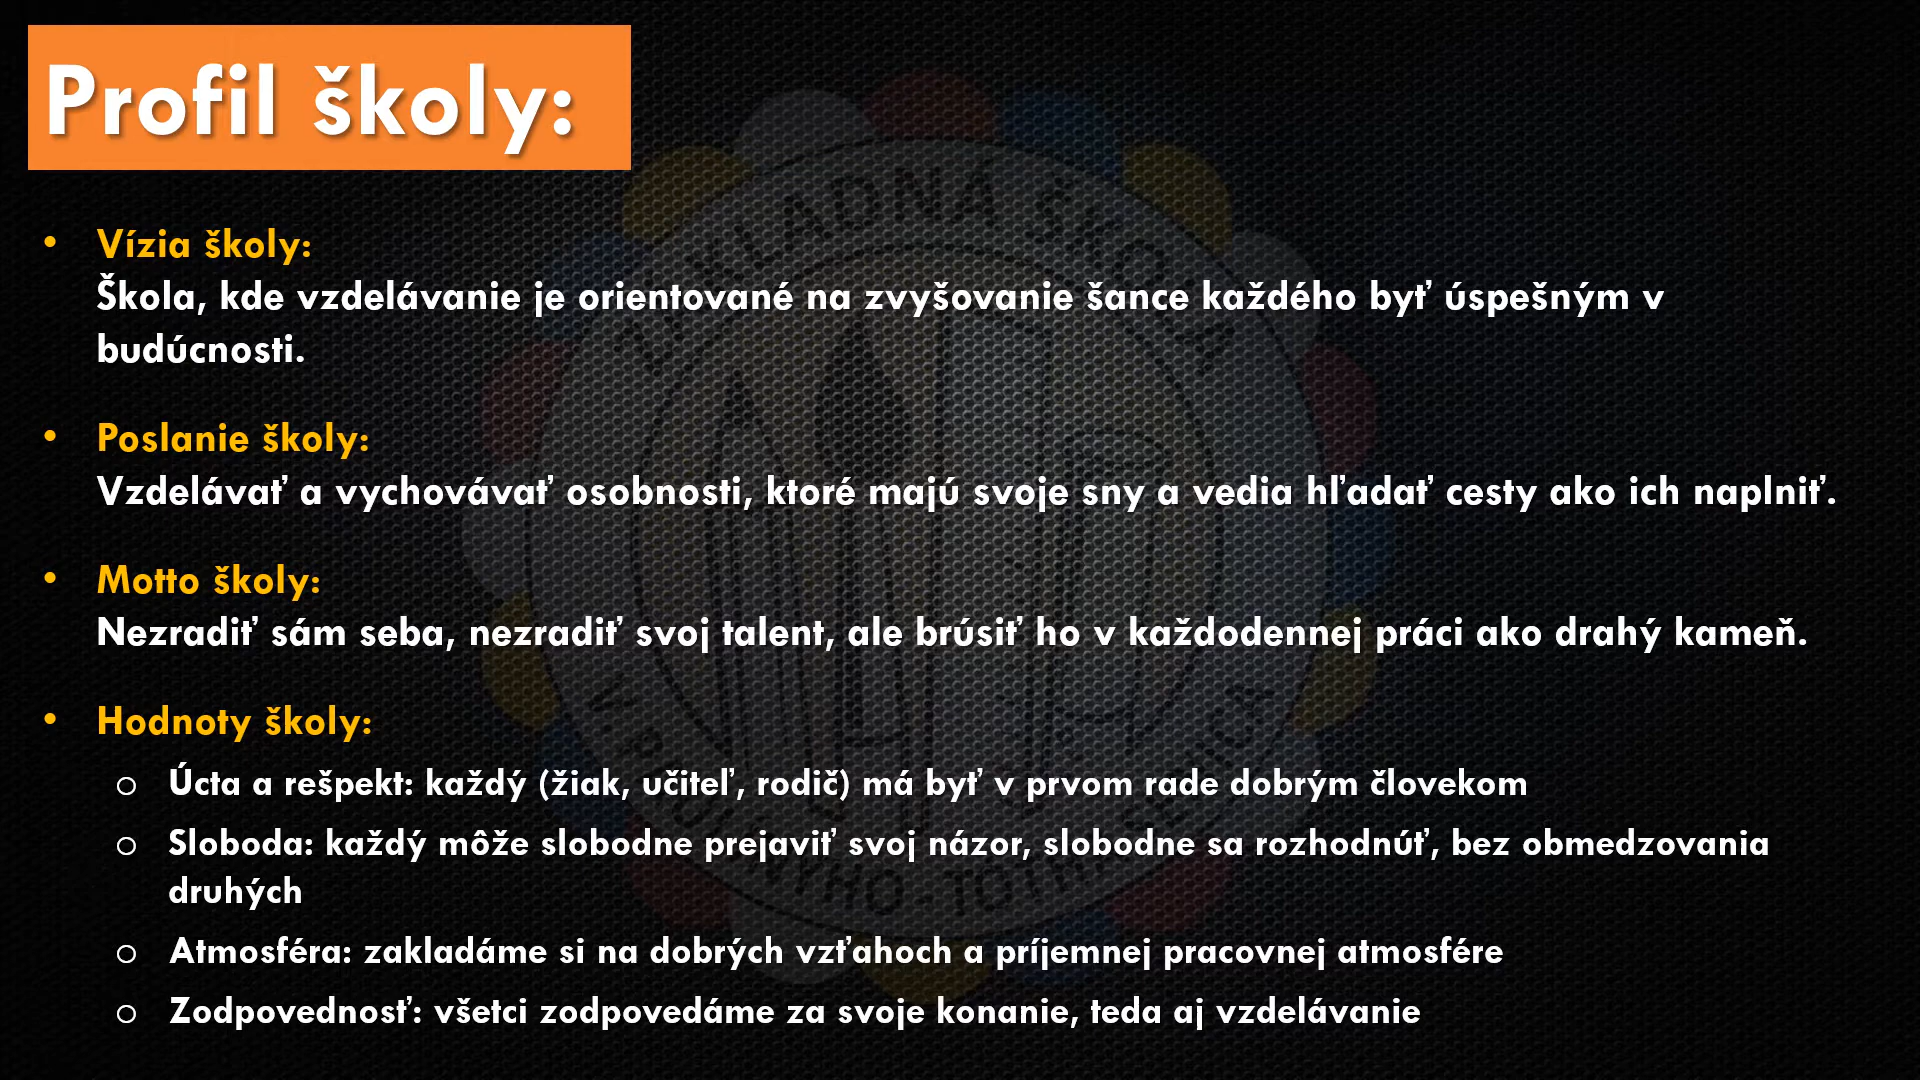 Profil školy:
• Vízia školy:
Škola, kde vzdelávanie je orientované na zvyšovanie šance každého byť úspešným v
budúcnosti.
• Poslanie školy:
Vzdelávať a vychovávať osobnosti, ktoré majú svoje sny a vedia hľadať cesty ako ich naplniť.
• Motto školy:
Nezradiť sám seba, nezradiť svoj talent, ale brúsiť ho v každodennej práci ako drahý kameň.
• Hodnoty školy:
o Úcta a rešpekt: každý (žiak, učiteľ, rodič) má byť v prvom rade dobrým človekom
o Sloboda: každý môže slobodne prejaviť svoj názor, slobodne sa rozhodnúť, bez obmedzovania
druhých
o Atmosféra: zakladáme si na dobrých vzťahoch a príjemnej pracovnej atmosfére
o Zodpovednosť: všetci zodpovedáme za svoje konanie, teda aj vzdelávanie
ZÁKLADNÁ ŠKOLA